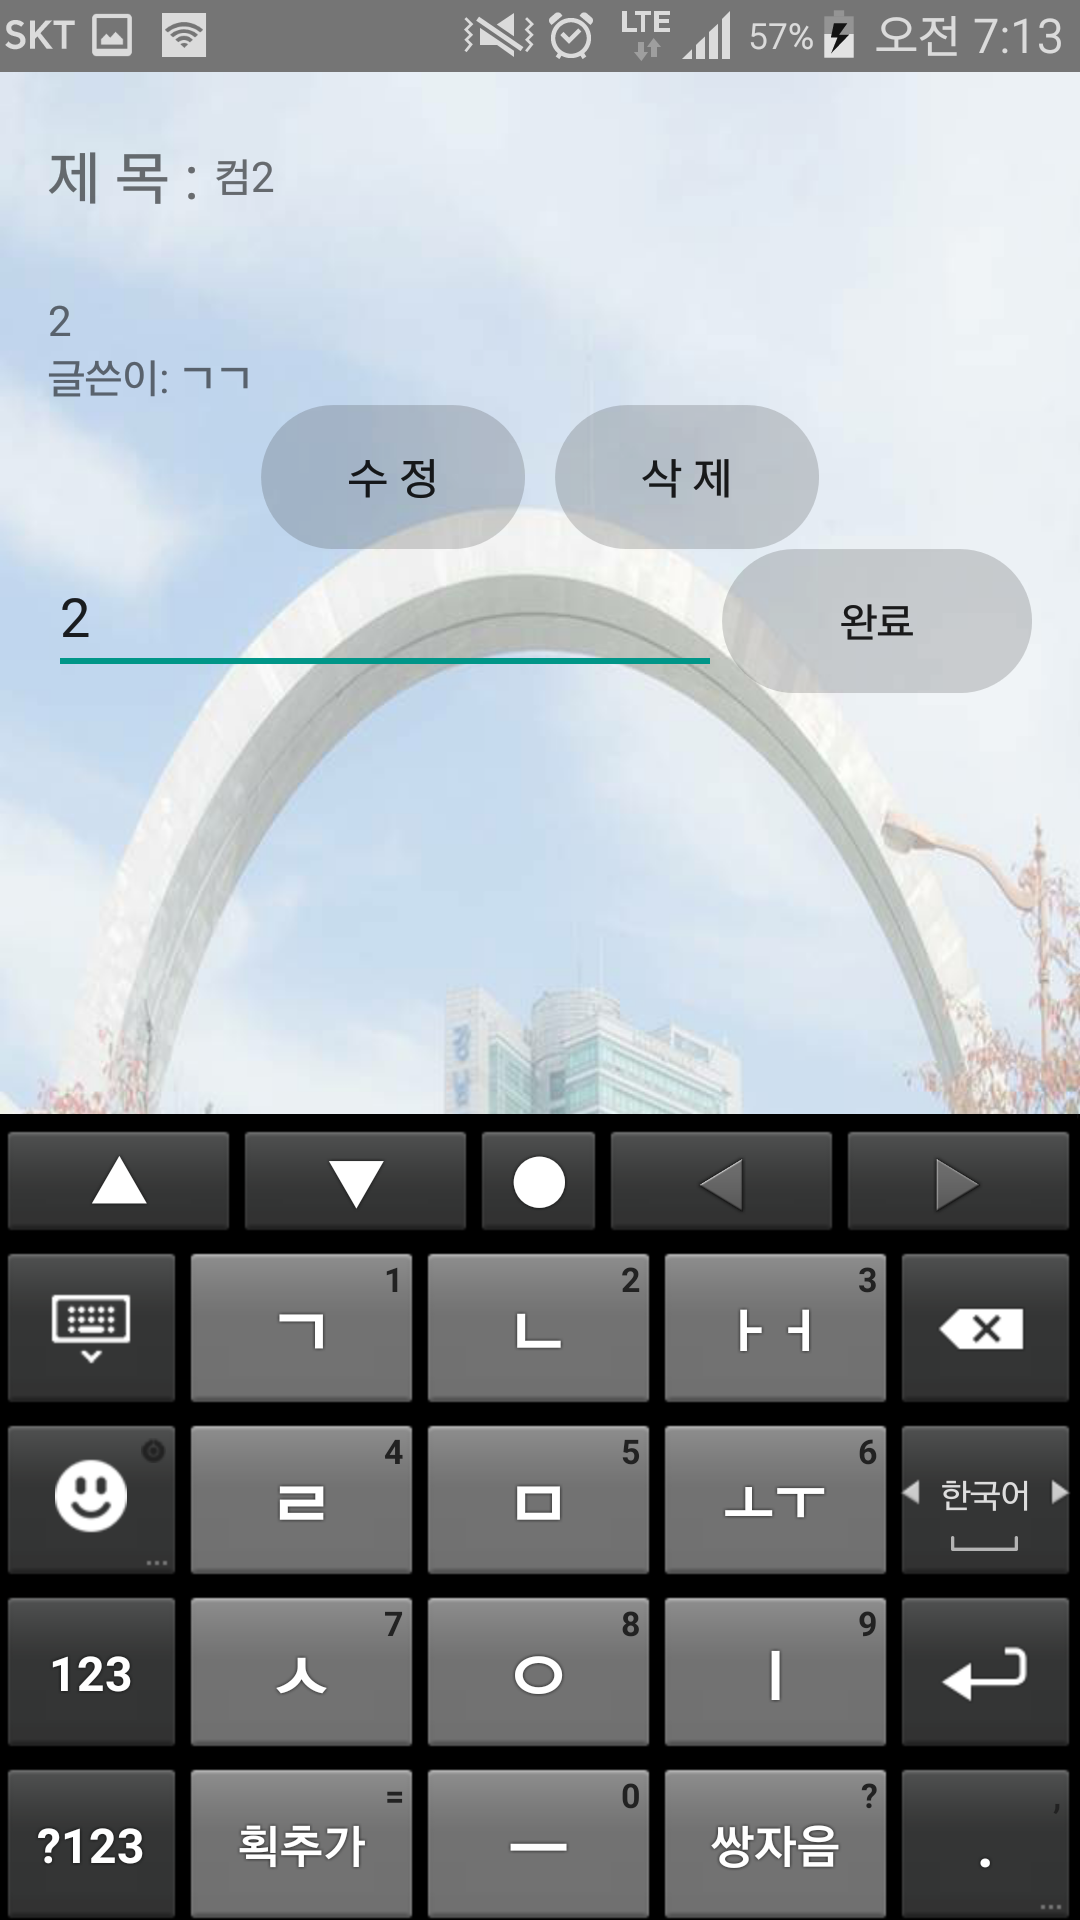 SKT LTE 57% 오전 7:13
제 목 : 컴2
2
글쓴이: ㄱㄱ
수 정 삭 제
2 완료
1 2 3
ㄱ ㄴ ㅏㅓ
4 5 6
ㄹ ㅁ ㅗㅜ 한국어
7 8 9
123 ㅅ ㅇ ㅣ
= 0 ? ,
?123 획추가 ㅡ 쌍자음 .